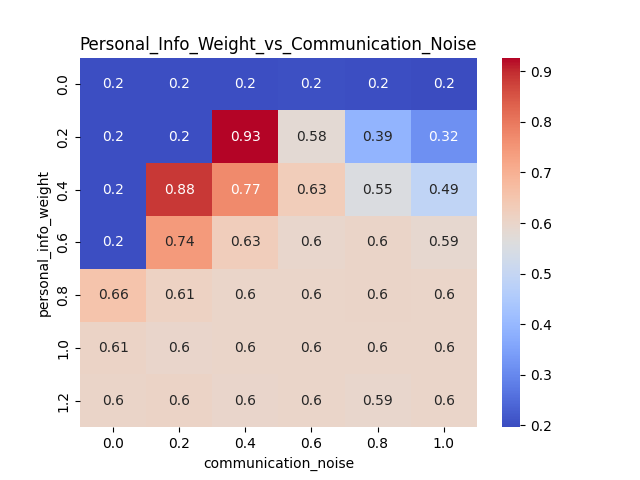 Personal_Info_Weight_vs_Communication_Noise
personal_info_weight
0.0 0.2 0.2 0.2 0.2 0.2 0.2
0.2 0.2 0.2 0.93 0.58 0.39 0.32
0.4 0.2 0.88 0.77 0.63 0.55 0.49
0.6 0.2 0.74 0.63 0.6 0.6 0.59
0.8 0.66 0.61 0.6 0.6 0.6 0.6
1.0 0.61 0.6 0.6 0.6 0.6 0.6
1.2 0.6 0.6 0.6 0.6 0.59 0.6
0.0 0.2 0.4 0.6 0.8 1.0
communication_noise
0.9
0.8
0.7
0.6
0.5
0.4
0.3
0.2